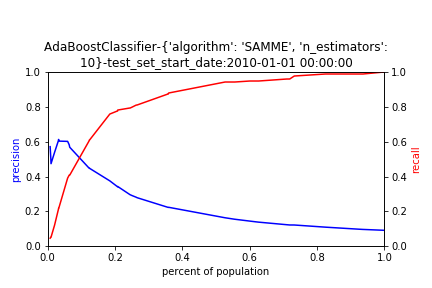 AdaBoostClassifier-{'algorithm': 'SAMME', 'n_estimators':
10}-test_set_start_date:2010-01-01 00:00:00
1.0
0.8
0.6
0.4
0.2
0.0
precision
1.0
0.8
0.6
0.4
0.2
0.0
recall
0.0 0.2 0.4 0.6 0.8 1.0
percent of population